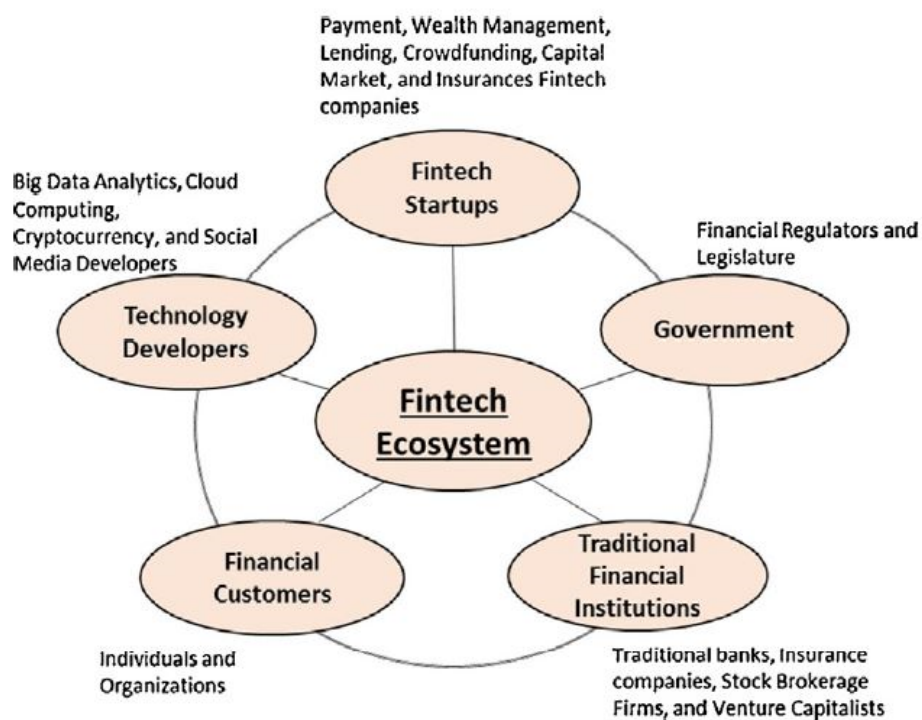 Payment, Wealth Management,
Lending, Crowdfunding, Capital
Market, and Insurances Fintech
companies
Fintech
Startups
Big Data Analytics, Cloud
Computing,
Cryptocurrency, and Social
Media Developers
Financial Regulators and
Legislature
Technology
Developers
Government
Fintech
Ecosystem
Financial
Customers
Traditional
Financial
Institutions
Individuals and
Organizations
Traditional banks, Insurance
companies, Stock Brokerage
Firms, and Venture Capitalists